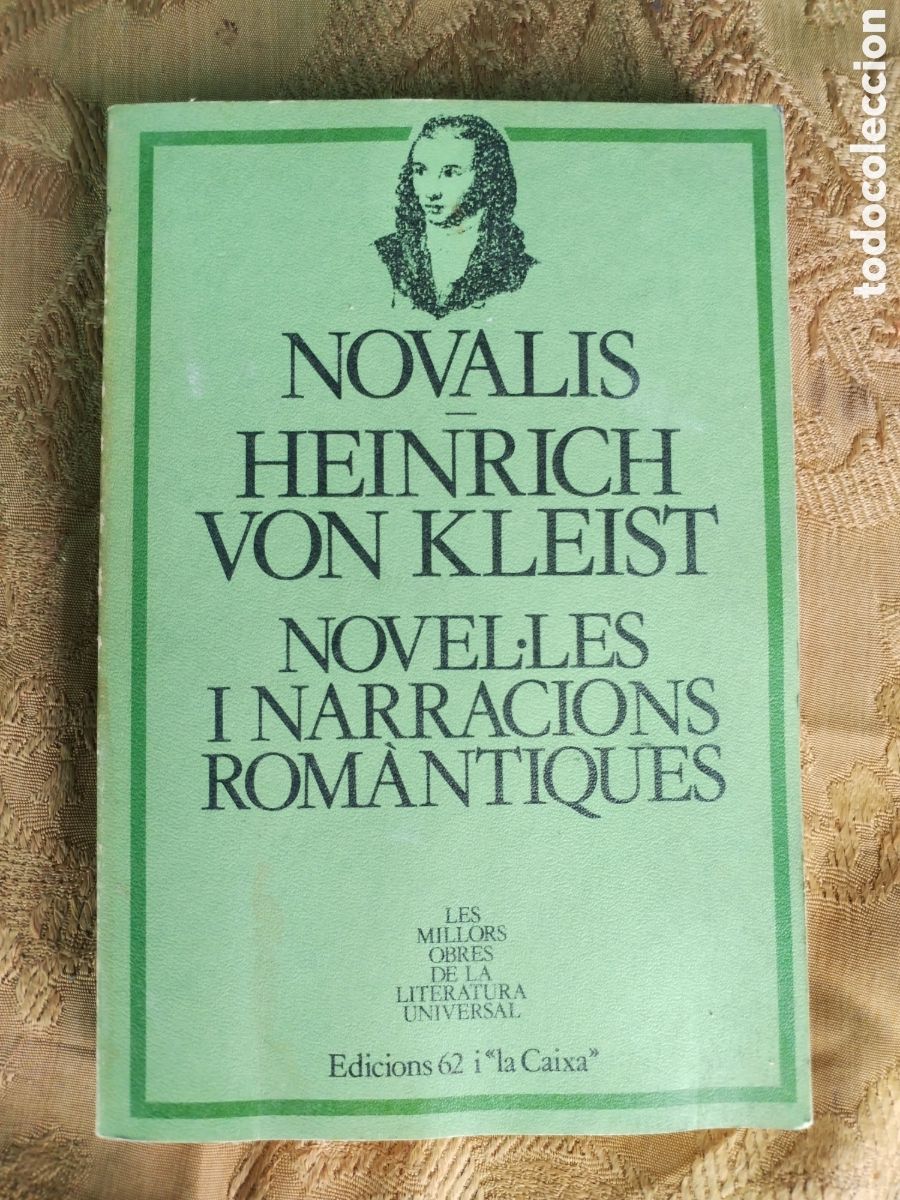 NOVALIS
HEINRICH
VON KLEIST
NOVEL·LES
I NARRACIONS
ROMÀNTIQUES
LES
MILLORS
OBRES
DE LA
LITERATURA
UNIVERSAL
Edicions 62 i “la Caixa”
todocoleccion